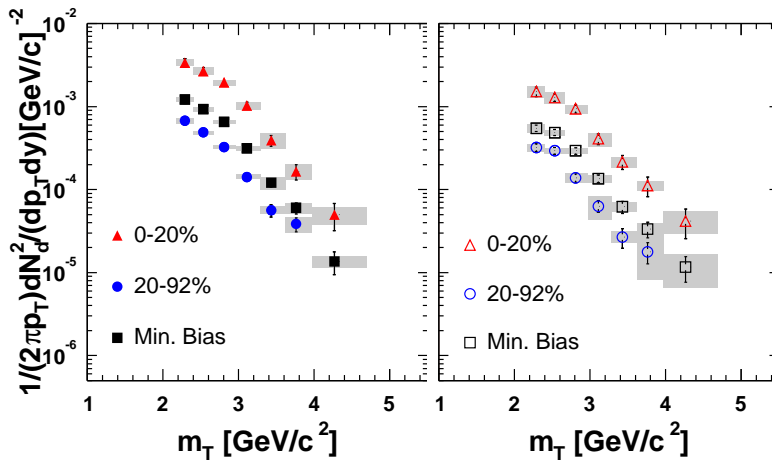 1/(2πp_T)dN_d^2/(dp_Tdy)[GeV/c]^-2
10^-2
10^-3
10^-4
10^-5
10^-6
0-20%
20-92%
Min. Bias
1 2 3 4 5
m_T [GeV/c^2]
0-20%
20-92%
Min. Bias
1 2 3 4 5
m_T [GeV/c^2]